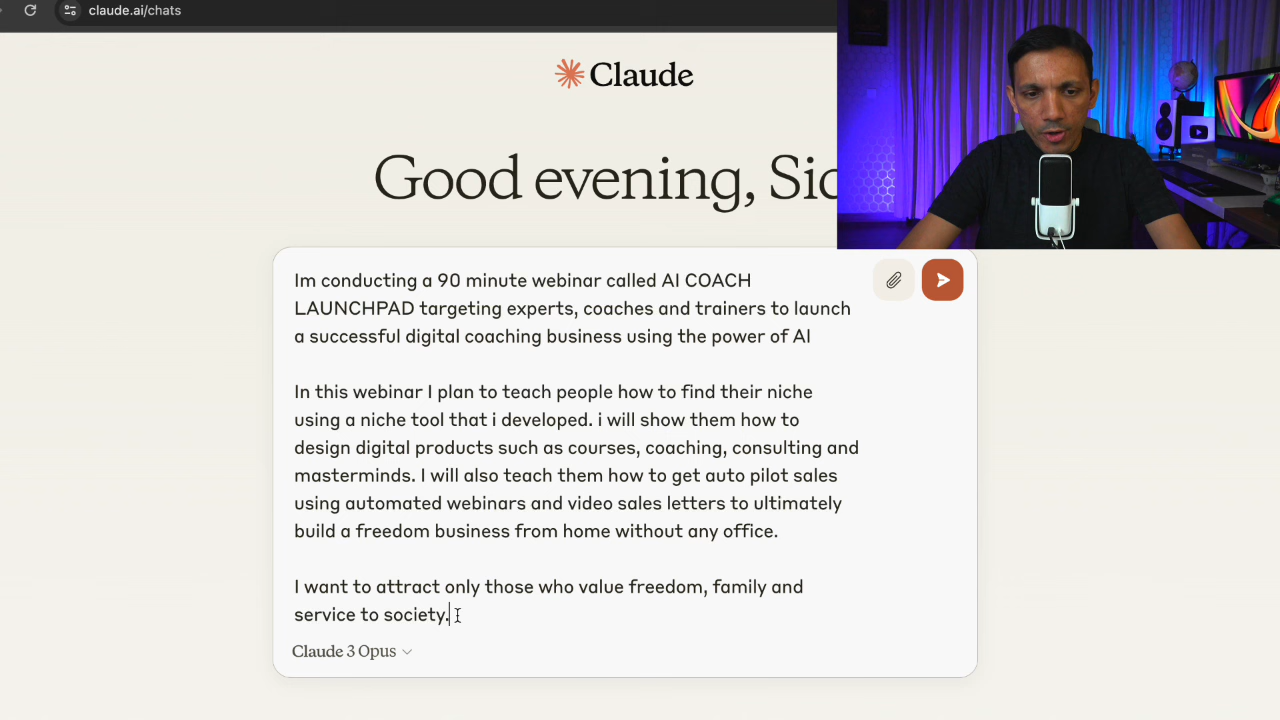 claude.ai/chats
Claude
Good evening, Sid
Im conducting a 90 minute webinar called AI COACH
LAUNCHPAD targeting experts, coaches and trainers to launch
a successful digital coaching business using the power of AI
In this webinar I plan to teach people how to find their niche
using a niche tool that i developed. i will show them how to
design digital products such as courses, coaching, consulting and
masterminds. I will also teach them how to get auto pilot sales
using automated webinars and video sales letters to ultimately
build a freedom business from home without any office.
I want to attract only those who value freedom, family and
service to society.
Claude 3 Opus